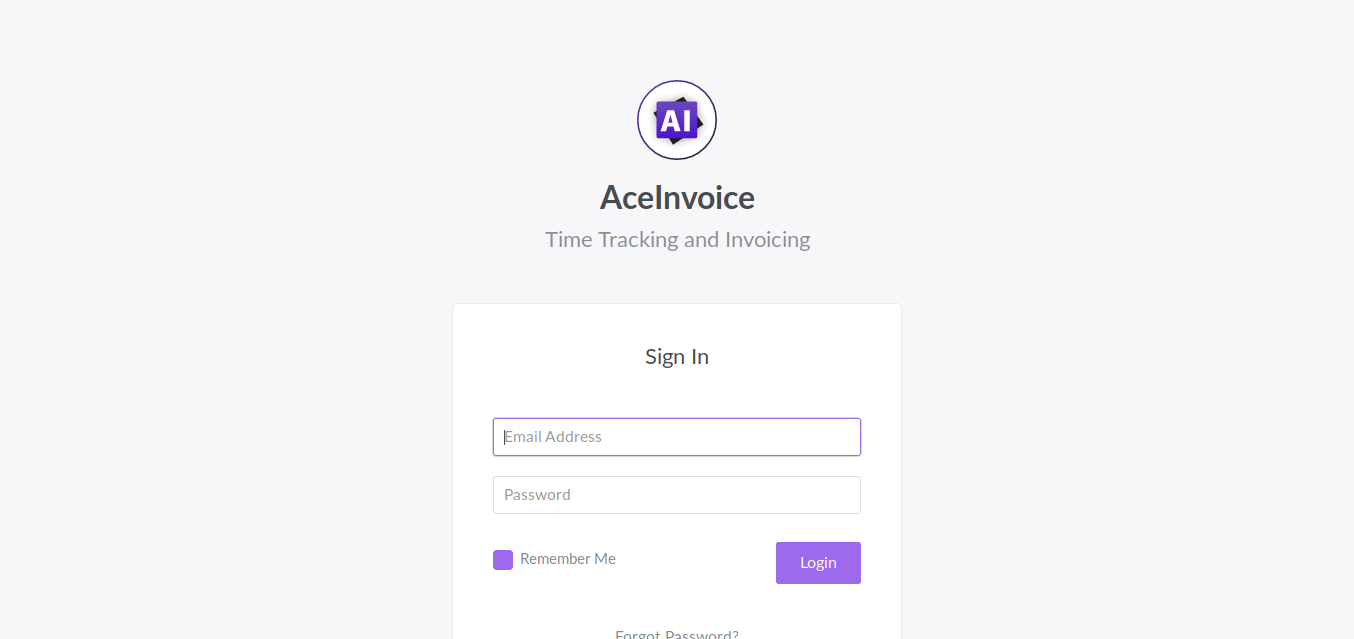 AI
AceInvoice
Time Tracking and Invoicing
Sign In
Email Address
Password
Remember Me
Login
Forgot Password?